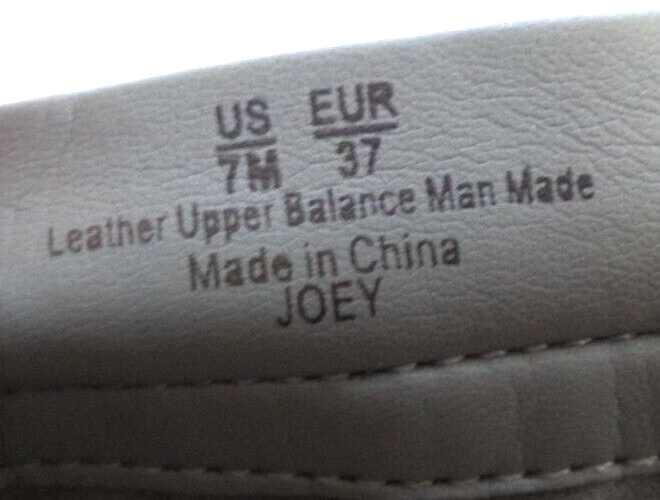 US EUR
7M 37
Leather Upper Balance Man Made
Made in China
JOEY